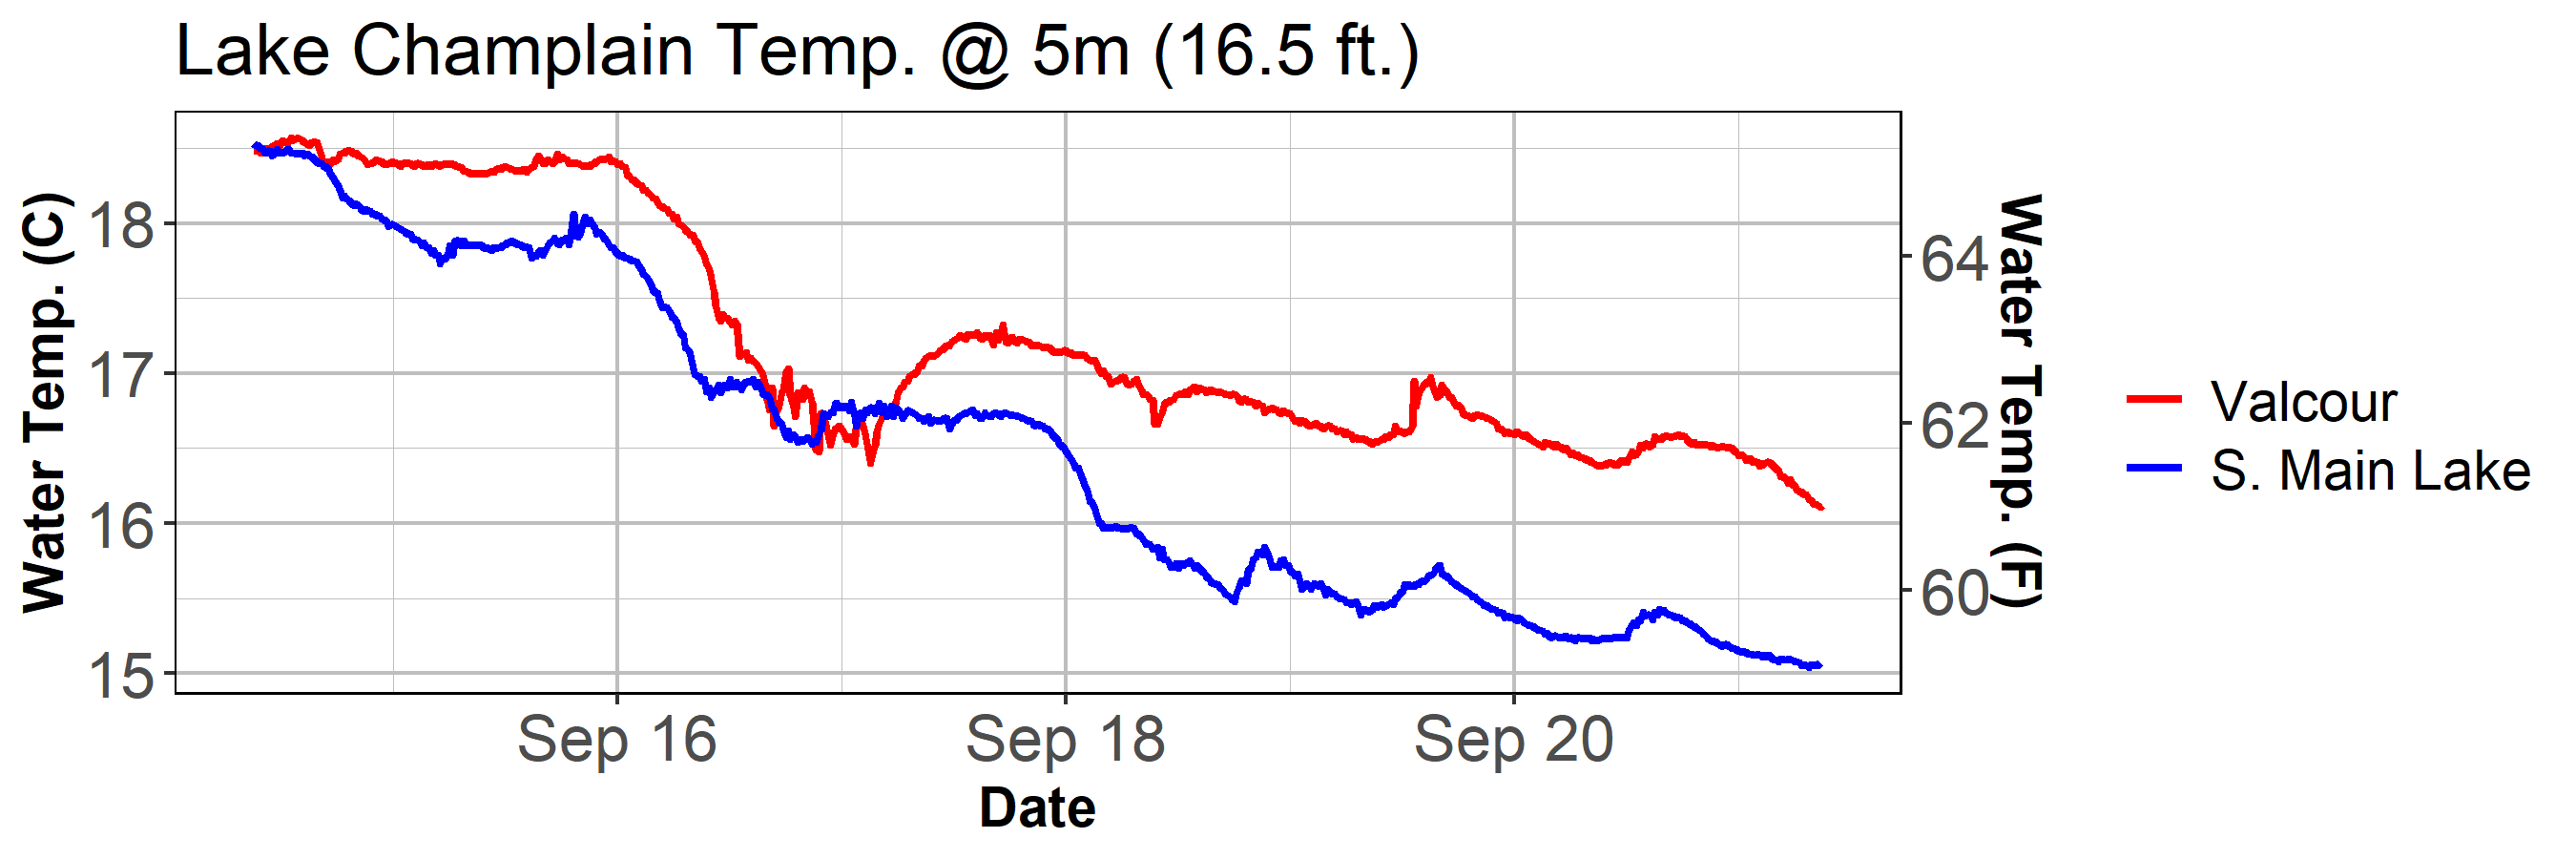 Lake Champlain Temp. @ 5m (16.5 ft.)
Water Temp. (C)
18
17
16
15
64
62
60
Water Temp. (F)
Sep 16
Sep 18
Sep 20
Date
Valcour
S. Main Lake